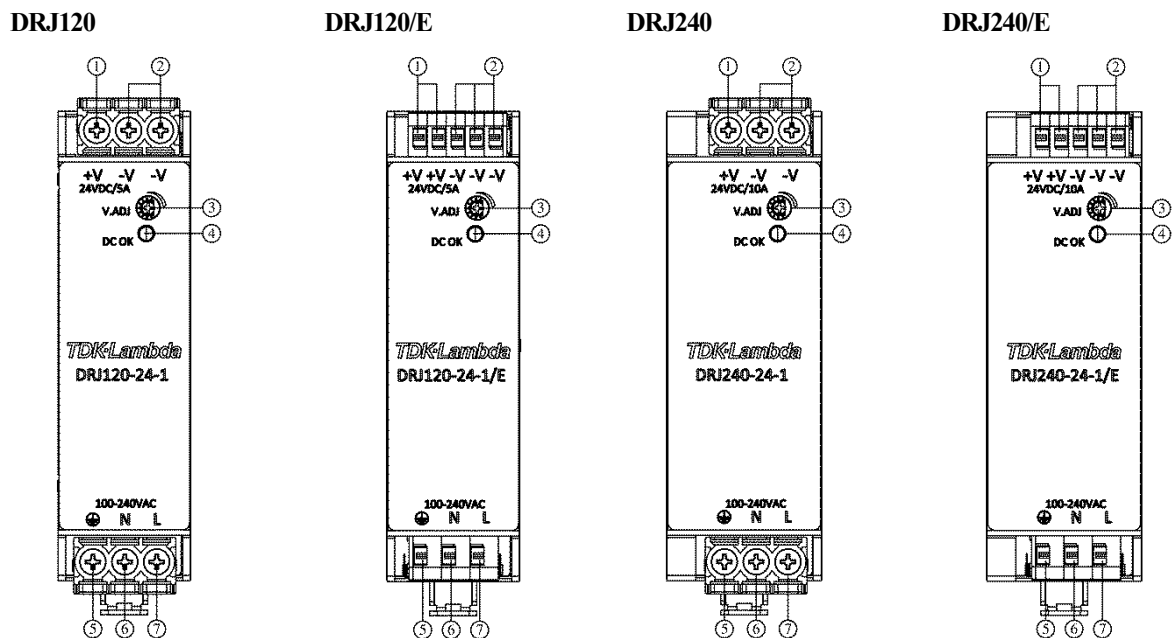 DRJ120 DRJ120/E DRJ240 DRJ240/E
1 2 1 2 1 2 1 2
+V -V -V +V +V -V -V -V +V -V -V +V +V -V -V -V
24VDC/5A 24VDC/5A 24VDC/10A 24VDC/10A
V.ADJ 3 V.ADJ 3 V.ADJ 3 V.ADJ 3
DC OK 4 DC OK 4 DC OK 4 DC OK 4
TDK-Lambda TDK-Lambda TDK-Lambda TDK-Lambda
DRJ120-24-1 DRJ120-24-1/E DRJ240-24-1 DRJ240-24-1/E
100-240VAC 100-240VAC 100-240VAC 100-240VAC
N L N L N L N L
5 6 7 5 6 7 5 6 7 5 6 7